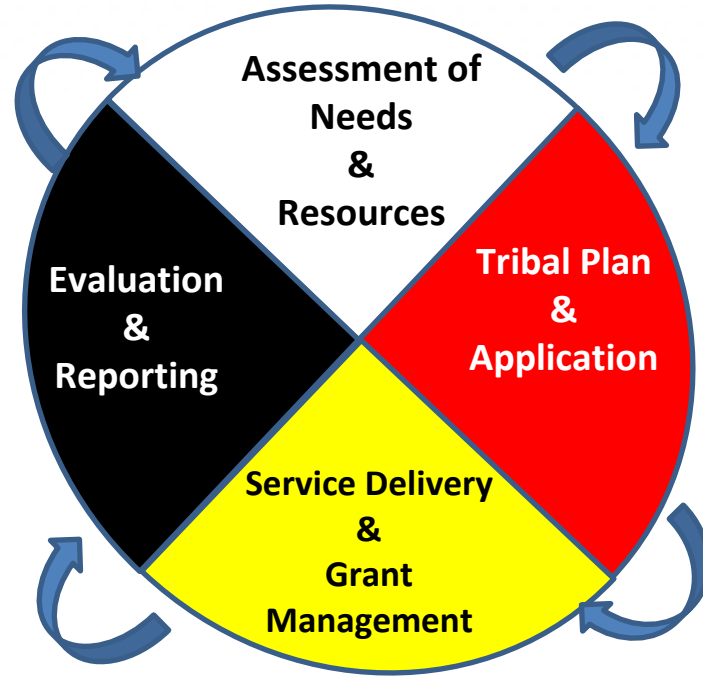 Assessment of
Needs
&
Resources
Tribal Plan
&
Application
Service Delivery
&
Grant
Management
Evaluation
&
Reporting